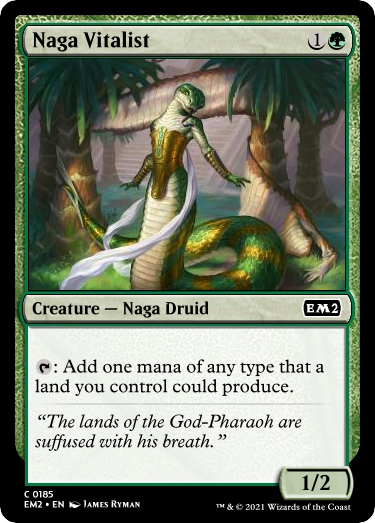 Naga Vitalist 1
Creature — Naga Druid EM2
: Add one mana of any type that a
land you control could produce.
“The lands of the God-Pharaoh are
suffused with his breath.”
1/2
C 0185
EM2 • EN James Ryman ™ & © 2021 Wizards of the Coast